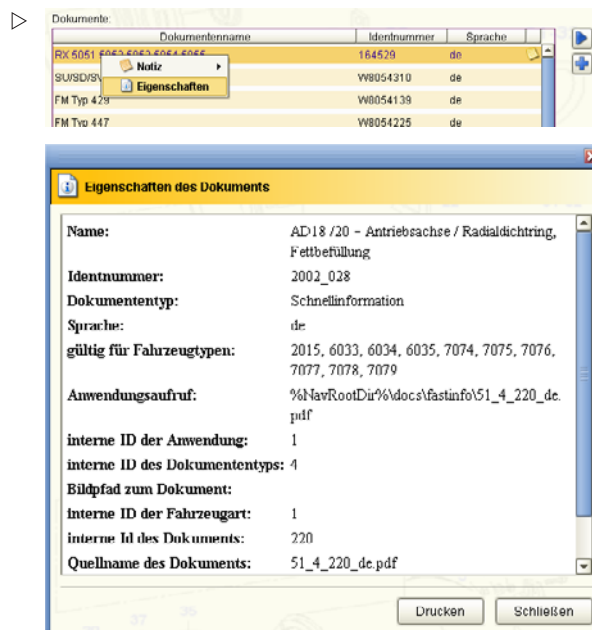 Dokumente:
Dokumentenname Identnummer Sprache
RX 5051 5052 5053 5054 5055 164529 de
Notiz
SU/SD/SV W8054310 de
Eigenschaften
FM Typ 429 W8054139 de
FM Typ 447 W8054225 de
Eigenschaften des Dokuments
Name: AD18 /20 - Antriebsachse / Radialdichtring,
Fettbefüllung
Identnummer: 2002_028
Dokumententyp: Schnellinformation
Sprache: de
gültig für Fahrzeugtypen: 2015, 6033, 6034, 6035, 7074, 7075, 7076,
7077, 7078, 7079
Anwendungsaufruf: %NavRootDir%\docs\fastinfo\51_4_220_de.
pdf
interne ID der Anwendung: 1
interne ID des Dokumententyps: 4
Bildpfad zum Dokument:
interne ID der Fahrzeugart: 1
interne Id des Dokuments: 220
Quellname des Dokuments: 51_4_220_de.pdf
Drucken Schließen